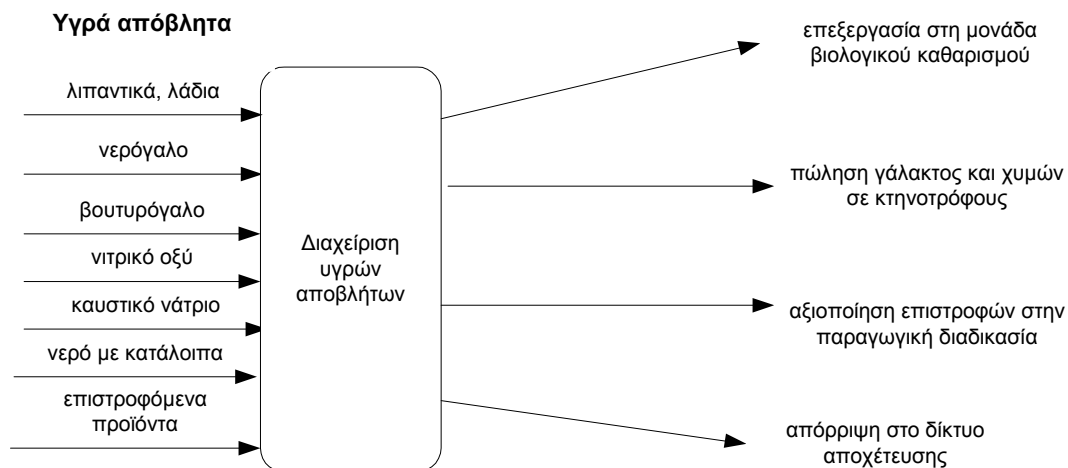 Υγρά απόβλητα
λιπαντικά, λάδια
νερόγαλο
βουτυρόγαλο
νιτρικό οξύ
καυστικό νάτριο
νερό με κατάλοιπα
επιστροφόμενα
προϊόντα
Διαχείριση
υγρών
αποβλήτων
επεξεργασία στη μονάδα
βιολογικού καθαρισμού
πώληση γάλακτος και χυμών
σε κτηνοτρόφους
αξιοποίηση επιστροφών στην
παραγωγική διαδικασία
απόρριψη στο δίκτυο
αποχέτευσης